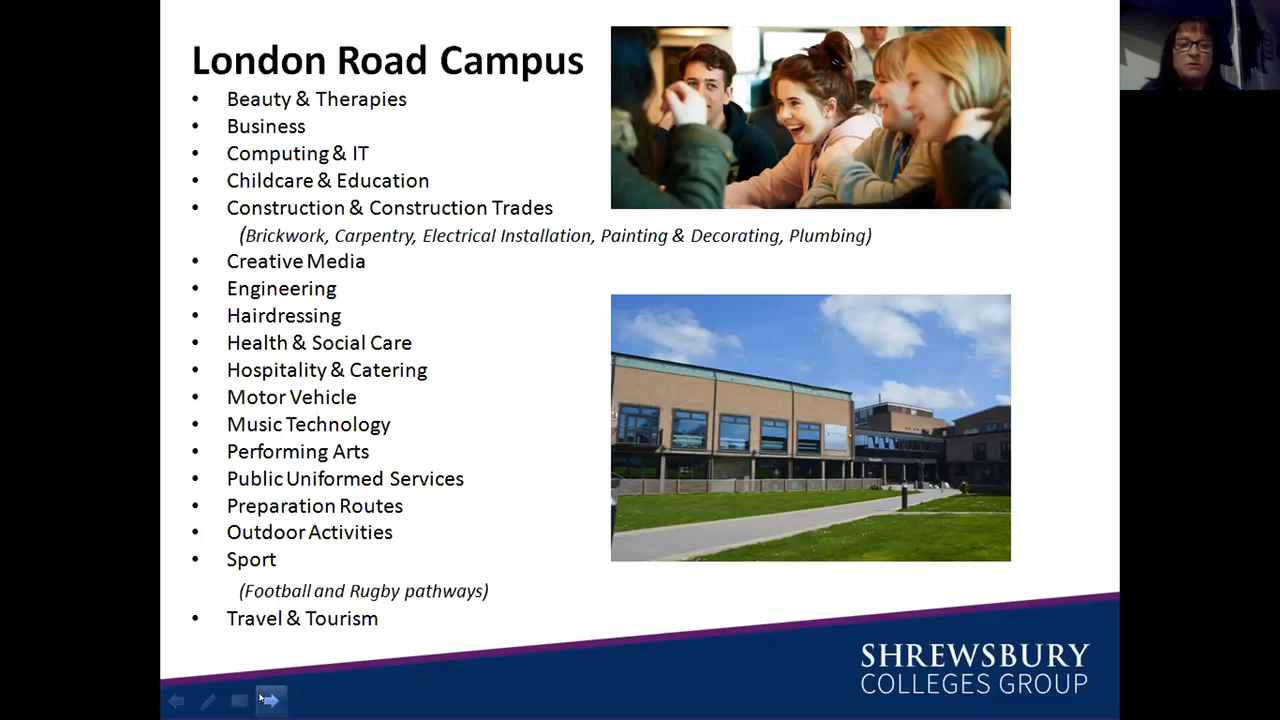 London Road Campus
• Beauty & Therapies
• Business
• Computing & IT
• Childcare & Education
• Construction & Construction Trades
(Brickwork, Carpentry, Electrical Installation, Painting & Decorating, Plumbing)
• Creative Media
• Engineering
• Hairdressing
• Health & Social Care
• Hospitality & Catering
• Motor Vehicle
• Music Technology
• Performing Arts
• Public Uniformed Services
• Preparation Routes
• Outdoor Activities
• Sport
(Football and Rugby pathways)
• Travel & Tourism
SHREWSBURY
COLLEGES GROUP